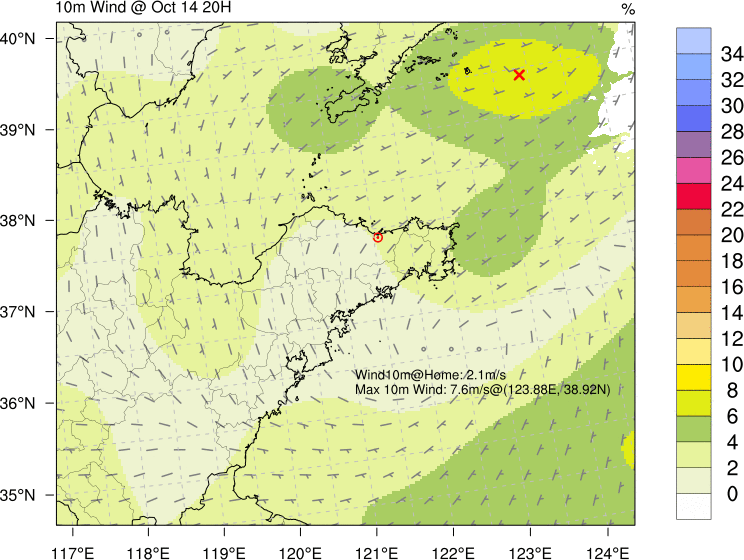 10m Wind @ Oct 14 20H
%
40°N
39°N
38°N
37°N
36°N
35°N
Wind10m@Home: 2.1m/s
Max 10m Wind: 7.6m/s@(123.88E, 38.92N)
117°E
118°E
119°E
120°E
121°E
122°E
123°E
124°E
34
32
30
28
26
24
22
20
18
16
14
12
10
8
6
4
2
0